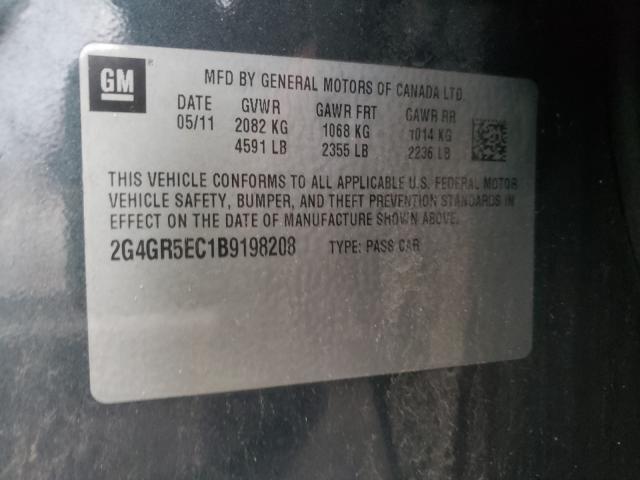 GM
MFD BY GENERAL MOTORS OF CANADA LTD.
DATE GVWR GAWR FRT GAWR RR
05/11 2082 KG 1068 KG 1014 KG
4591 LB 2355 LB 2236 LB
THIS VEHICLE CONFORMS TO ALL APPLICABLE U.S. FEDERAL MOTOR
VEHICLE SAFETY, BUMPER, AND THEFT PREVENTION STANDARDS IN
EFFECT ON THE DATE OF MANUFACTURE SHOWN ABOVE.
2G4GR5EC1B9198208 TYPE: PASS CAR